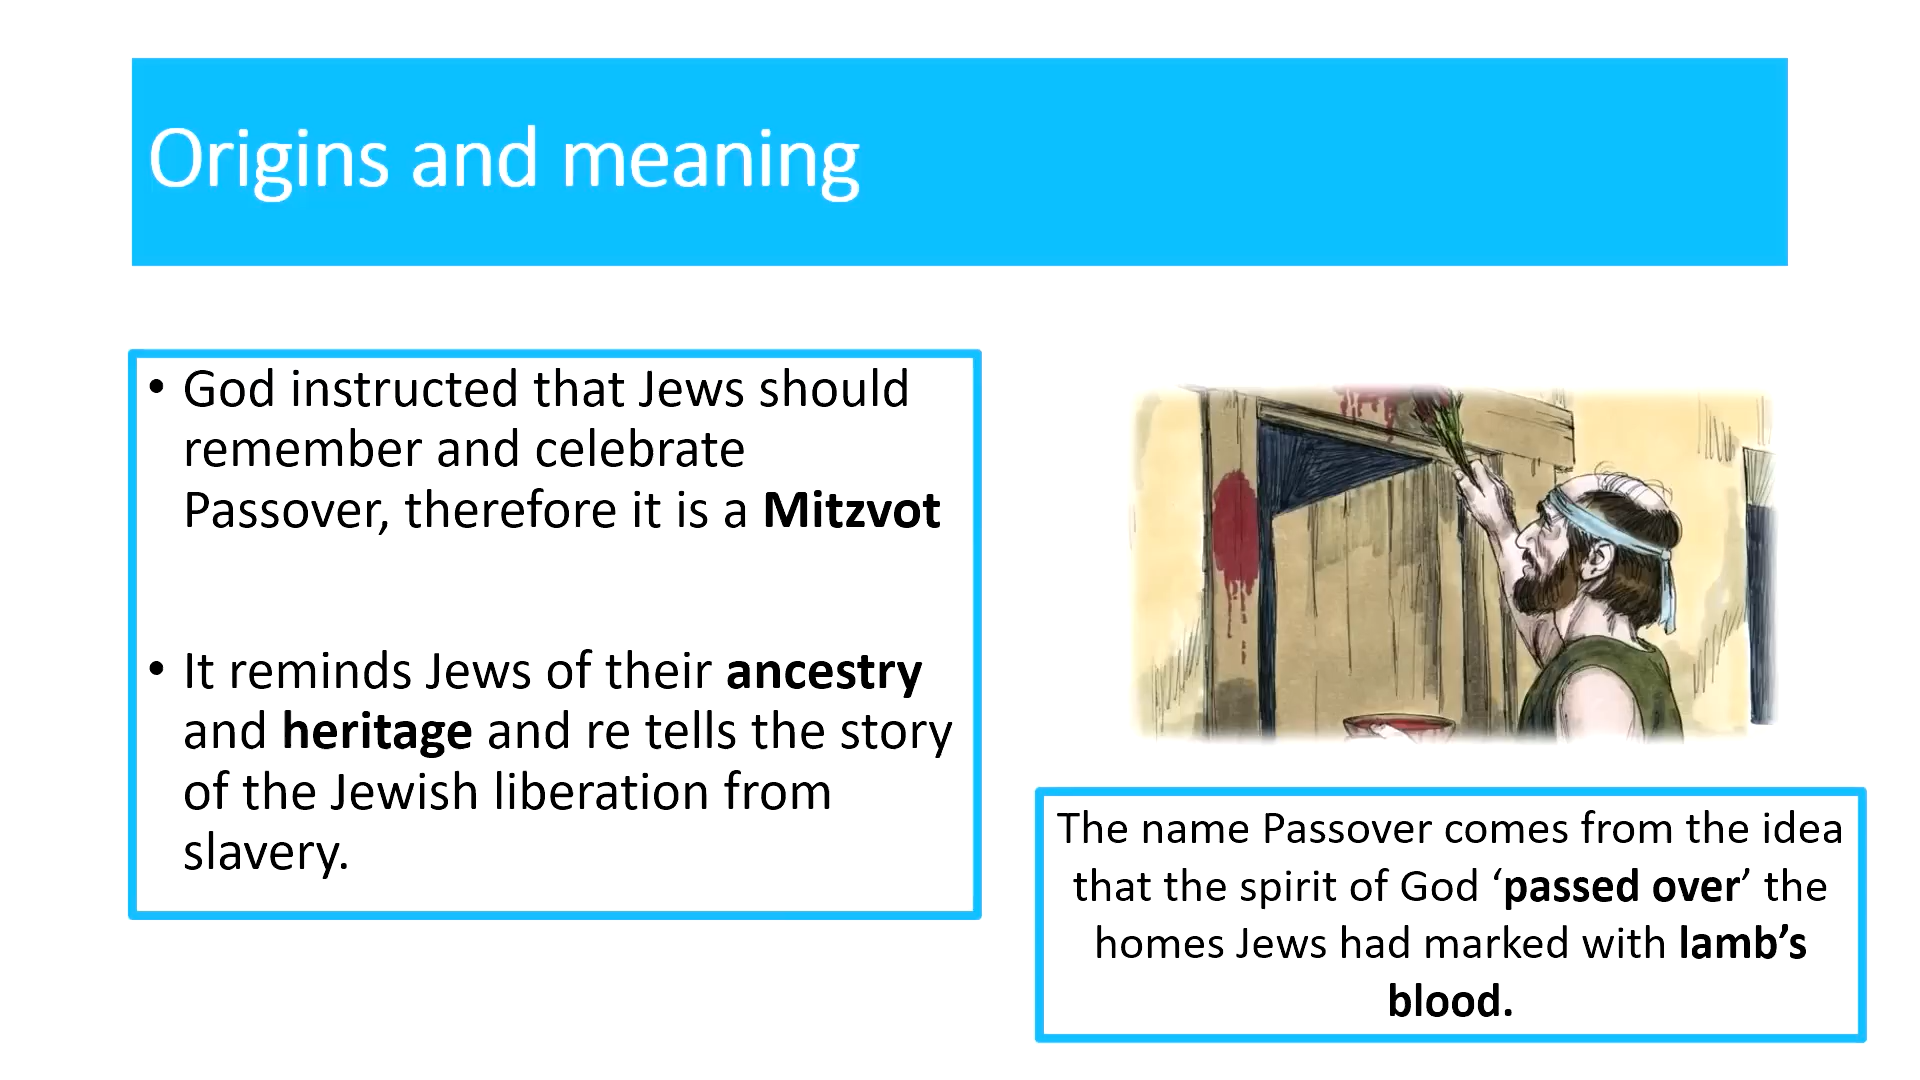 Origins and meaning
• God instructed that Jews should
remember and celebrate
Passover, therefore it is a Mitzvot
• It reminds Jews of their ancestry
and heritage and re tells the story
of the Jewish liberation from
slavery.
The name Passover comes from the idea
that the spirit of God ‘passed over’ the
homes Jews had marked with lamb’s
blood.